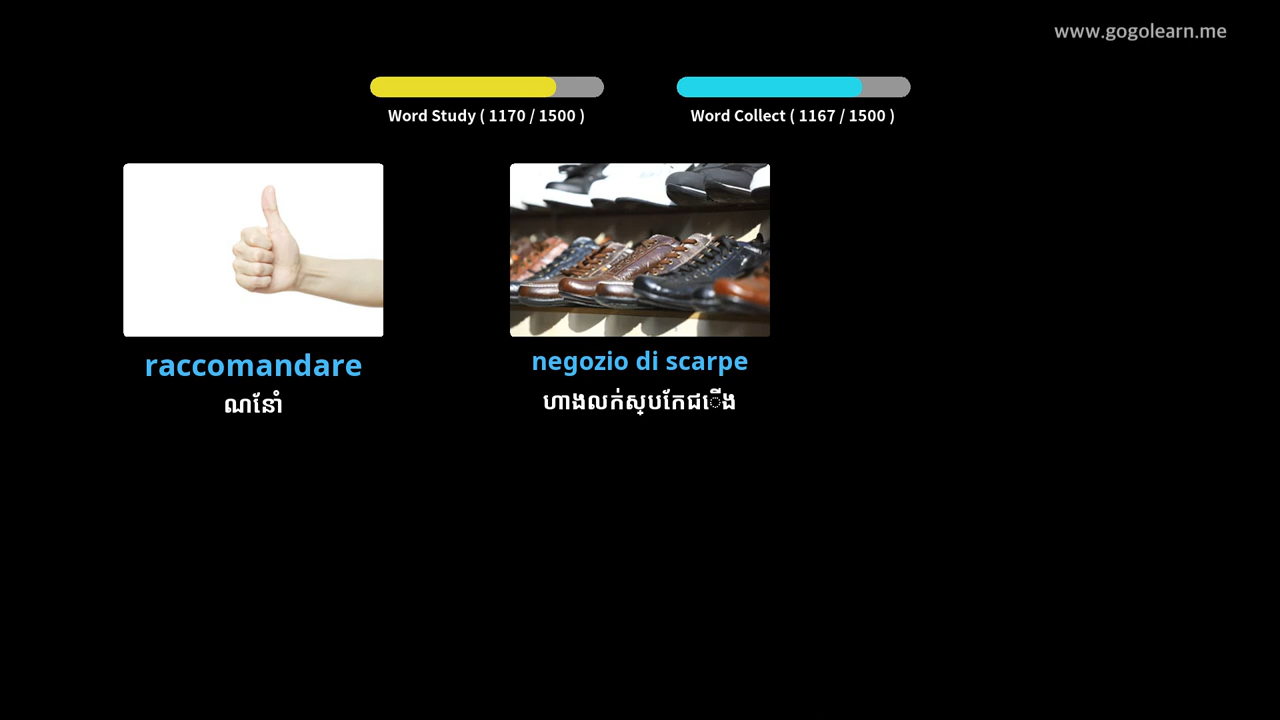 www.gogolearn.me
Word Study ( 1170 / 1500 )
Word Collect ( 1167 / 1500 )
raccomandare
ណែនាំ
negozio di scarpe
ហាងលក់ស្បែកជើង